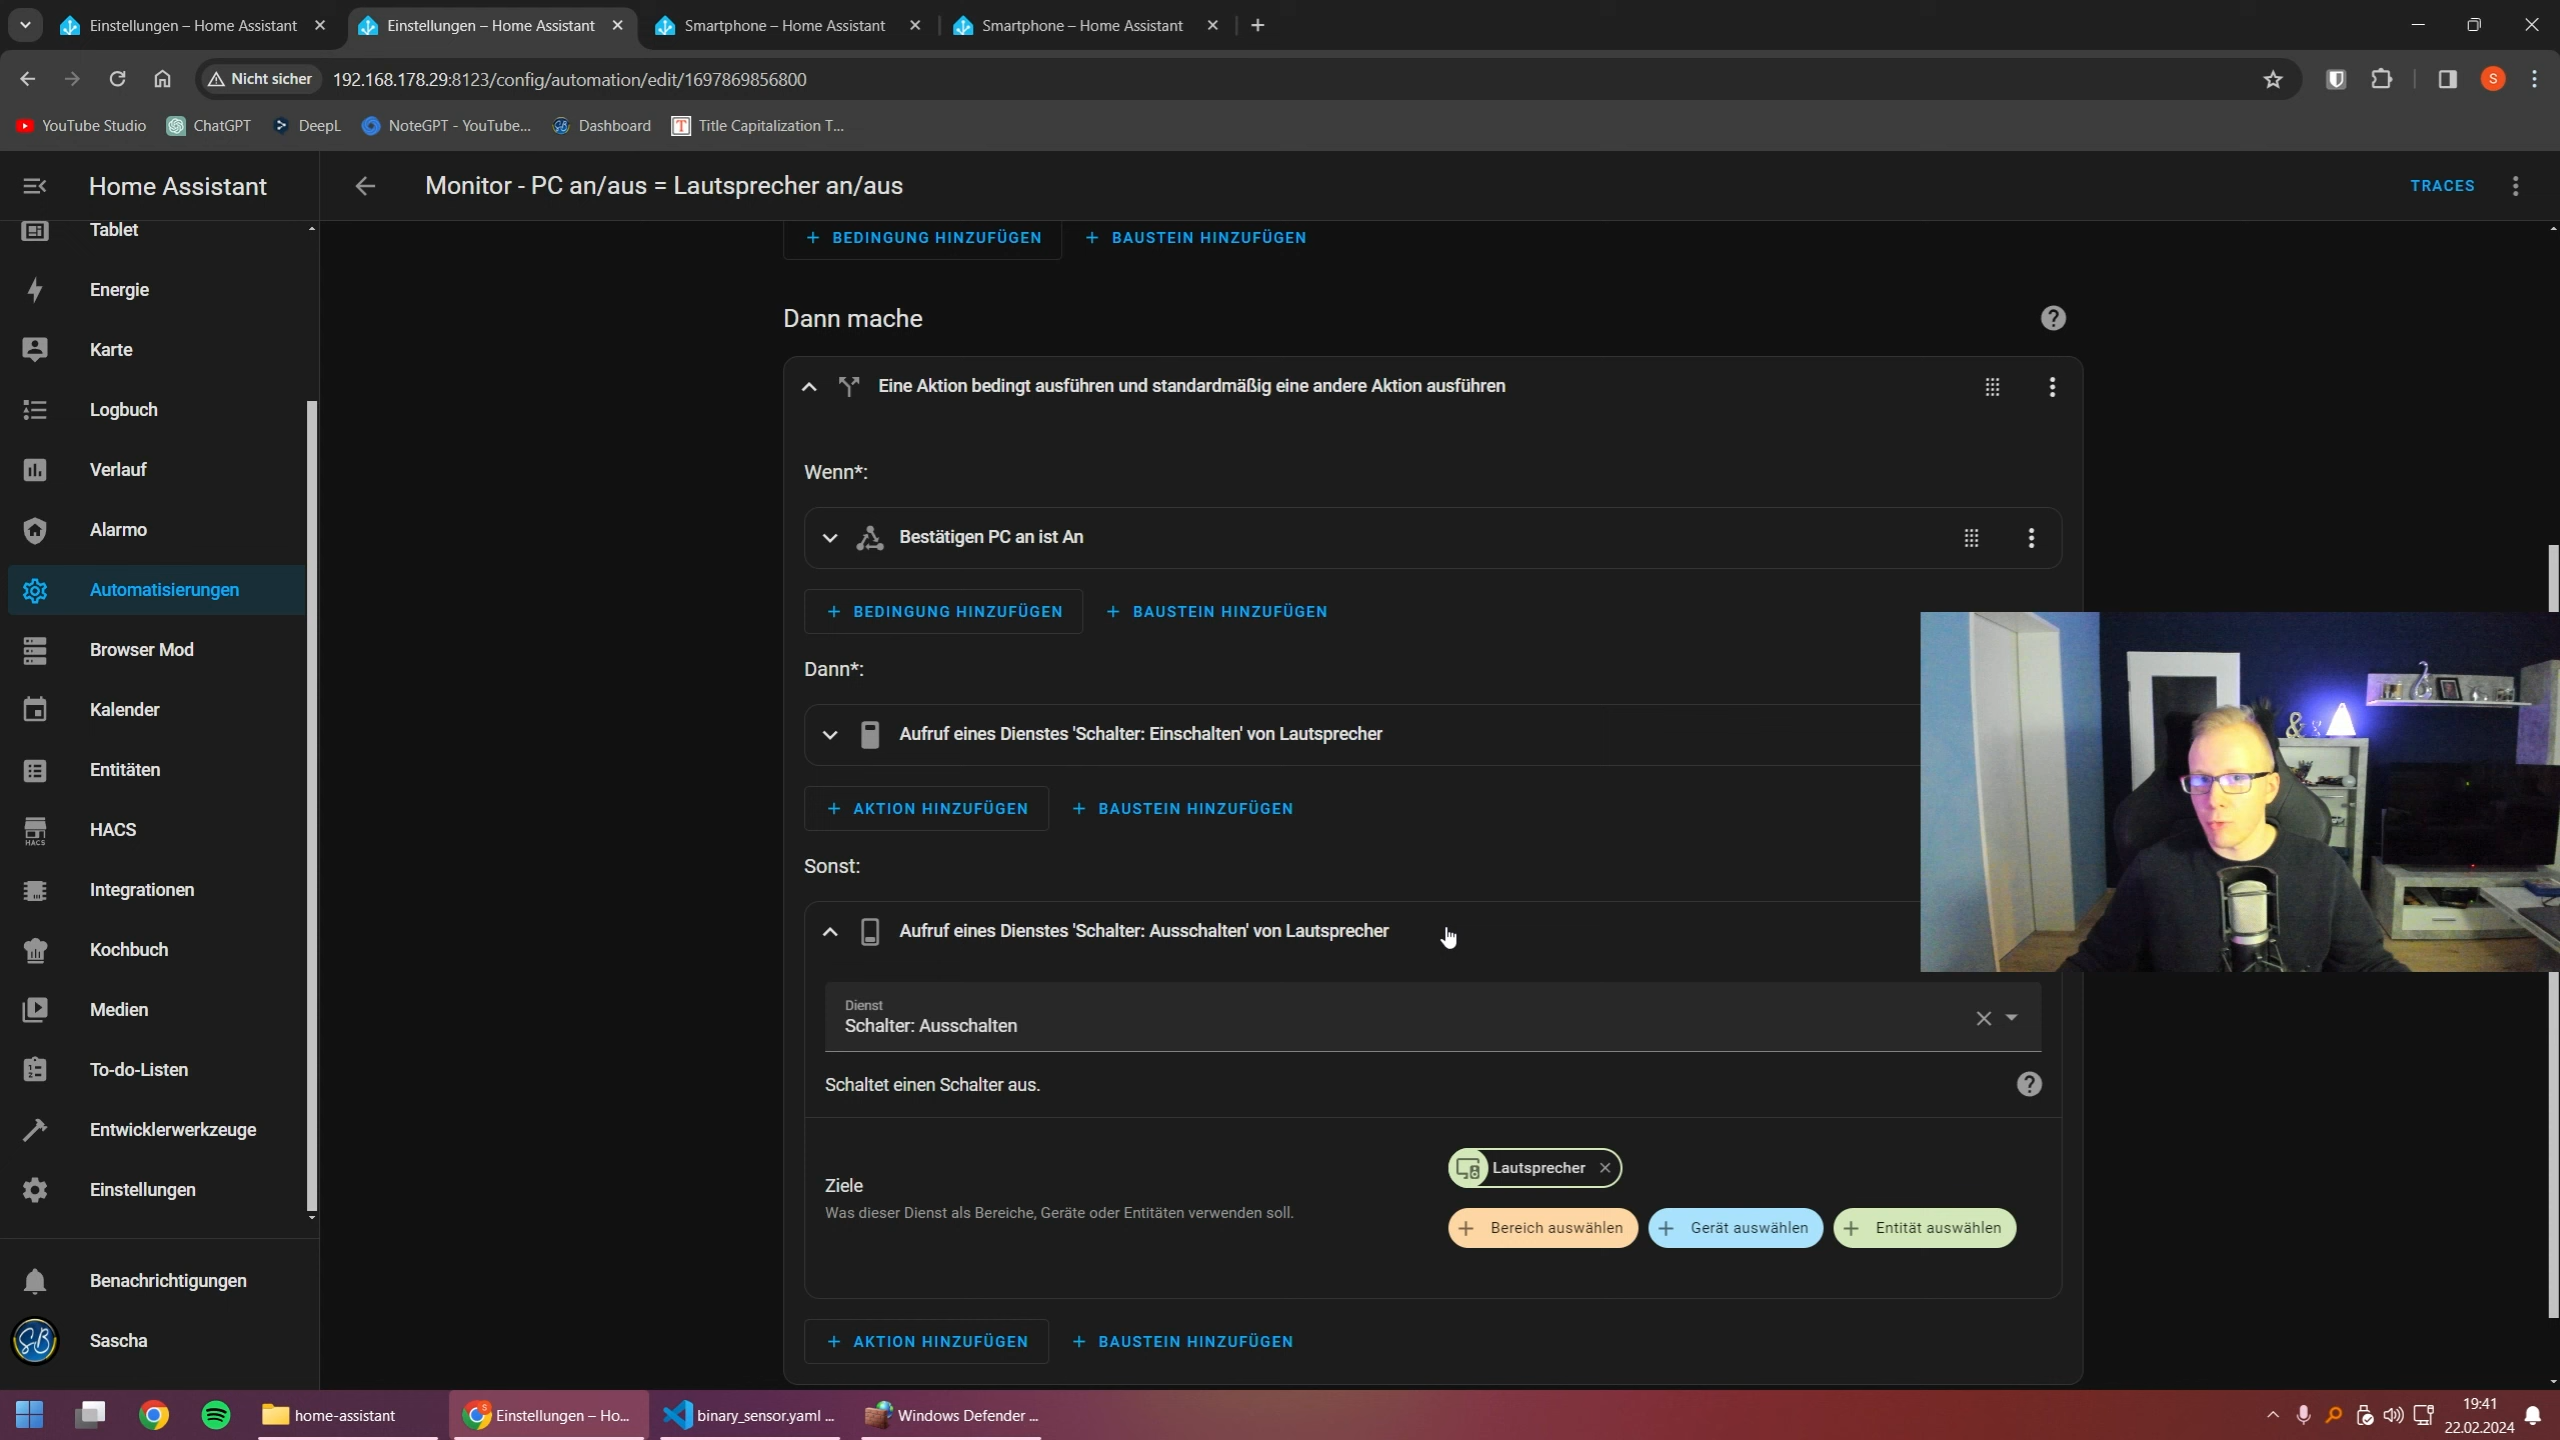 Einstellungen – Home Assistant
Einstellungen – Home Assistant
Smartphone – Home Assistant
Smartphone – Home Assistant
Nicht sicher
192.168.178.29:8123/config/automation/edit/1697869856800
S
YouTube Studio
ChatGPT
DeepL
NoteGPT - YouTube...
Dashboard
Title Capitalization T...
Home Assistant
Monitor - PC an/aus = Lautsprecher an/aus
TRACES
Tablet
Energie
Karte
Logbuch
Verlauf
Alarmo
Automatisierungen
Browser Mod
Kalender
Entitäten
HACS
HACS
Integrationen
Kochbuch
Medien
To-do-Listen
Entwicklerwerkzeuge
Einstellungen
Benachrichtigungen
SB
Sascha
+ BEDINGUNG HINZUFÜGEN
+ BAUSTEIN HINZUFÜGEN
Dann mache
Eine Aktion bedingt ausführen und standardmäßig eine andere Aktion ausführen
Wenn*:
Bestätigen PC an ist An
+ BEDINGUNG HINZUFÜGEN
+ BAUSTEIN HINZUFÜGEN
Dann*:
Aufruf eines Dienstes 'Schalter: Einschalten' von Lautsprecher
+ AKTION HINZUFÜGEN
+ BAUSTEIN HINZUFÜGEN
Sonst:
Aufruf eines Dienstes 'Schalter: Ausschalten' von Lautsprecher
Dienst
Schalter: Ausschalten
Schaltet einen Schalter aus.
Ziele
Was dieser Dienst als Bereiche, Geräte oder Entitäten verwenden soll.
Lautsprecher
+ Bereich auswählen
+ Gerät auswählen
+ Entität auswählen
+ AKTION HINZUFÜGEN
+ BAUSTEIN HINZUFÜGEN
home-assistant
Einstellungen – Ho...
binary_sensor.yaml ...
Windows Defender ...
19:41
22.02.2024